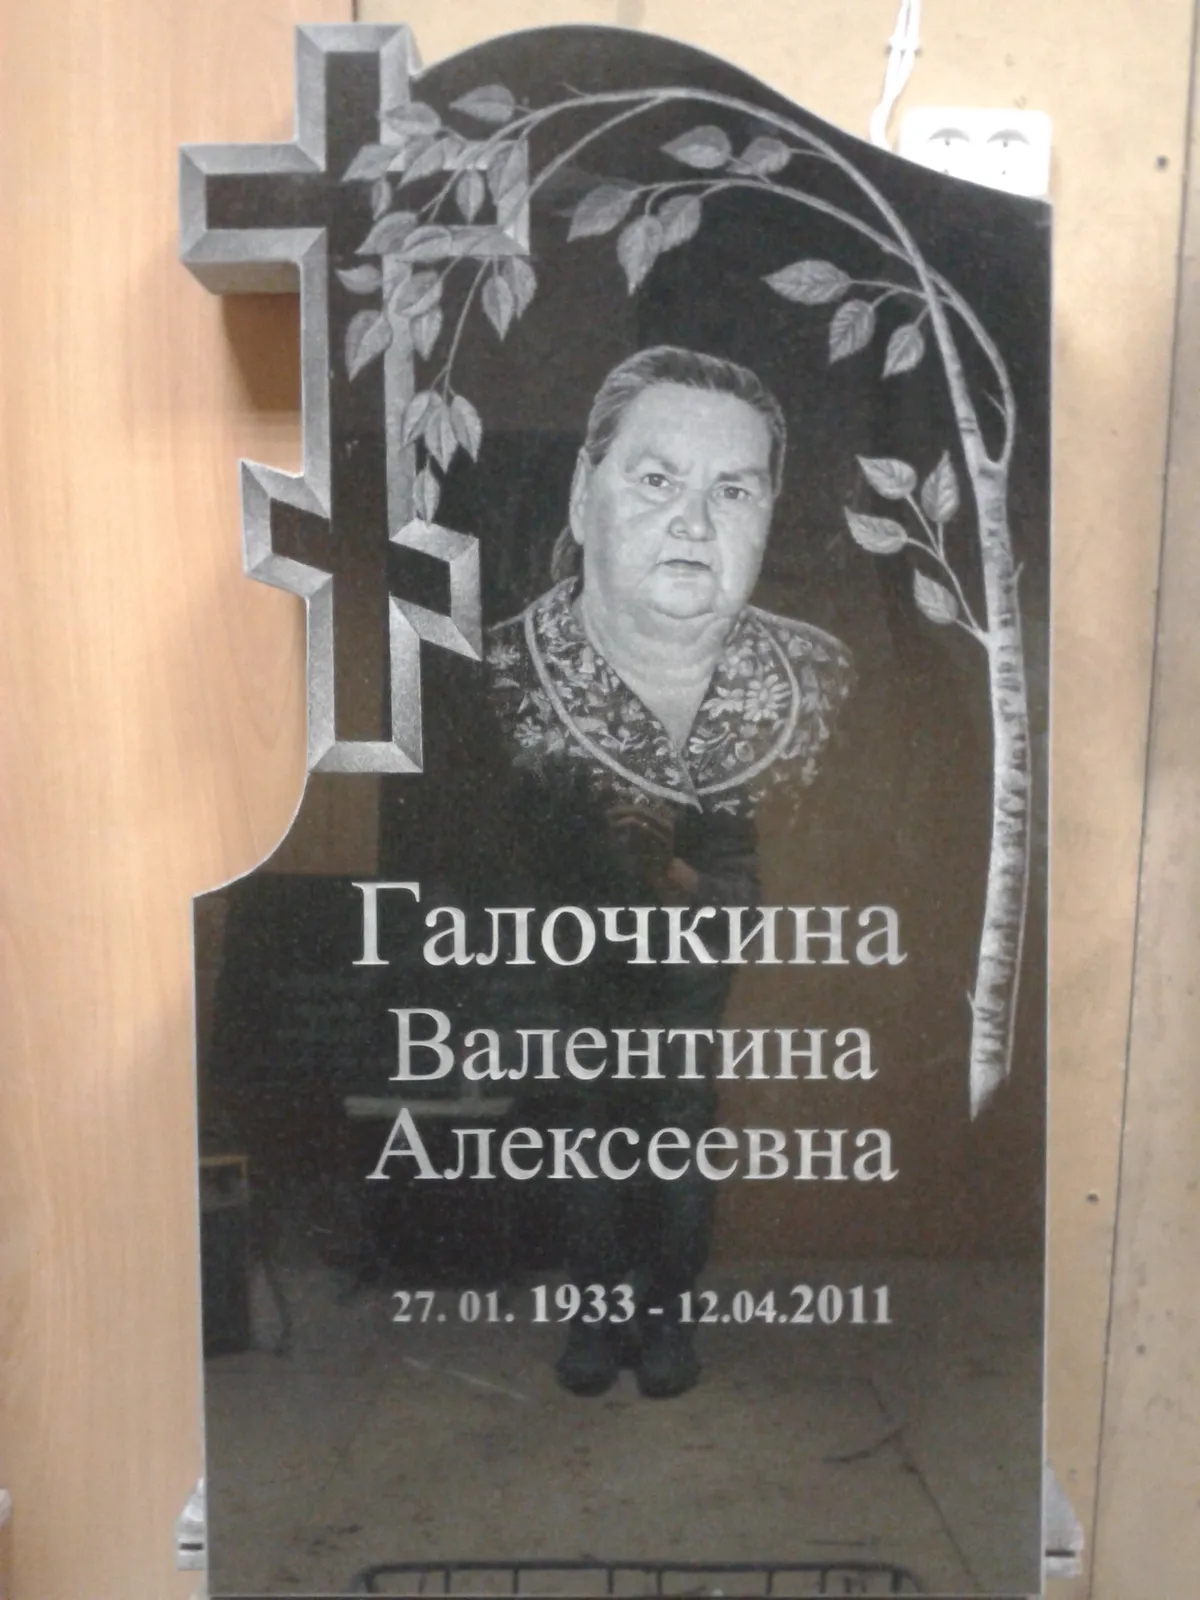 Галочкина
Валентина
Алексеевна
27. 01. 1933 - 12.04.2011